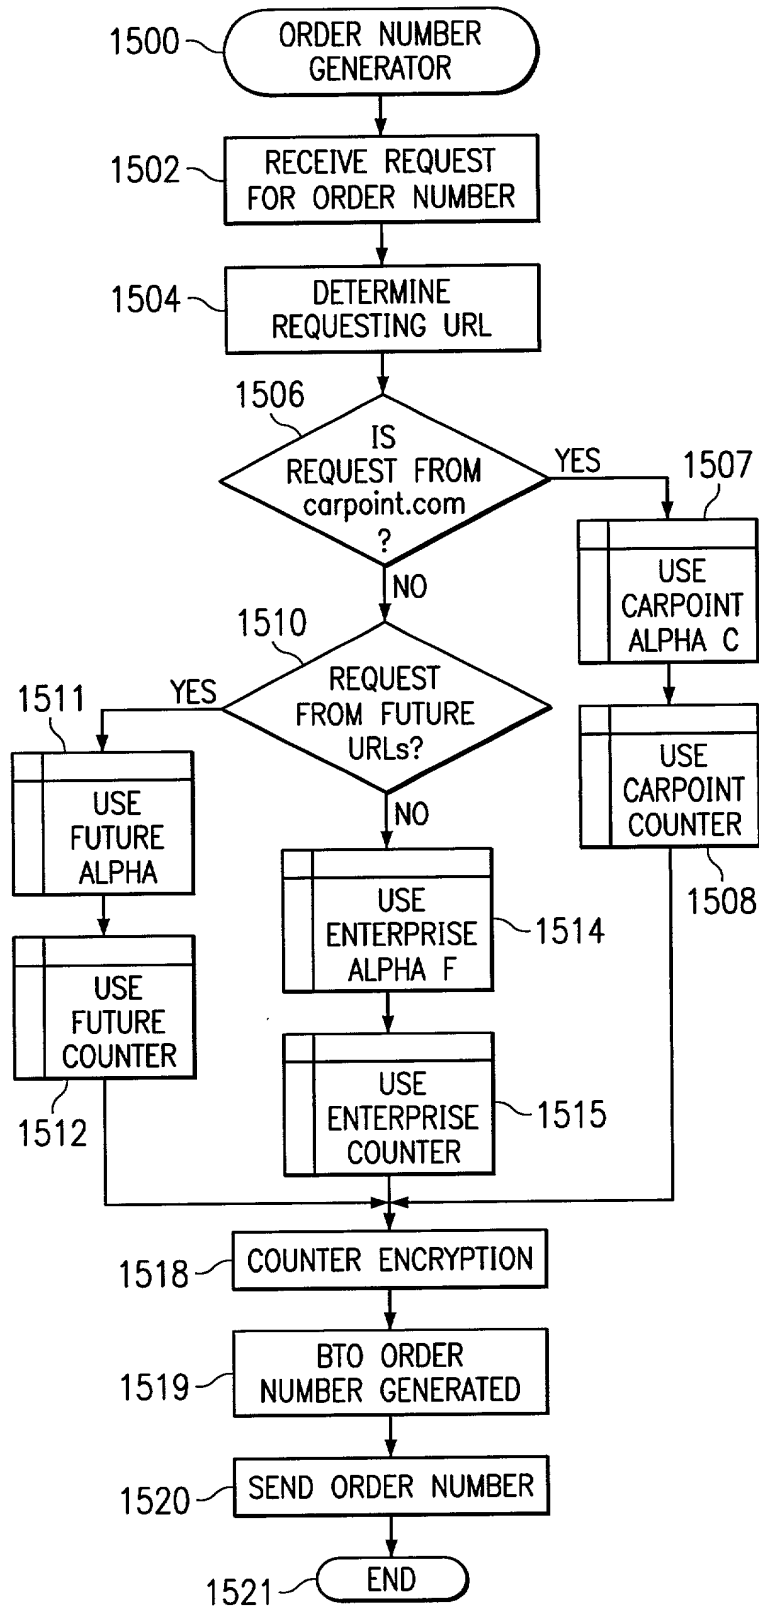 1500
ORDER NUMBER
GENERATOR
1502
RECEIVE REQUEST
FOR ORDER NUMBER
1504
DETERMINE
REQUESTING URL
1506
IS
REQUEST FROM
carpoint.com
?
YES
NO
1507
USE
CARPOINT
ALPHA C
1510
REQUEST
FROM FUTURE
URLs?
YES
NO
1511
USE
FUTURE
ALPHA
USE
CARPOINT
COUNTER
1508
USE
ENTERPRISE
ALPHA F
1514
USE
FUTURE
COUNTER
1512
USE
ENTERPRISE
COUNTER
1515
1518
COUNTER ENCRYPTION
1519
BTO ORDER
NUMBER GENERATED
1520
SEND ORDER NUMBER
1521
END